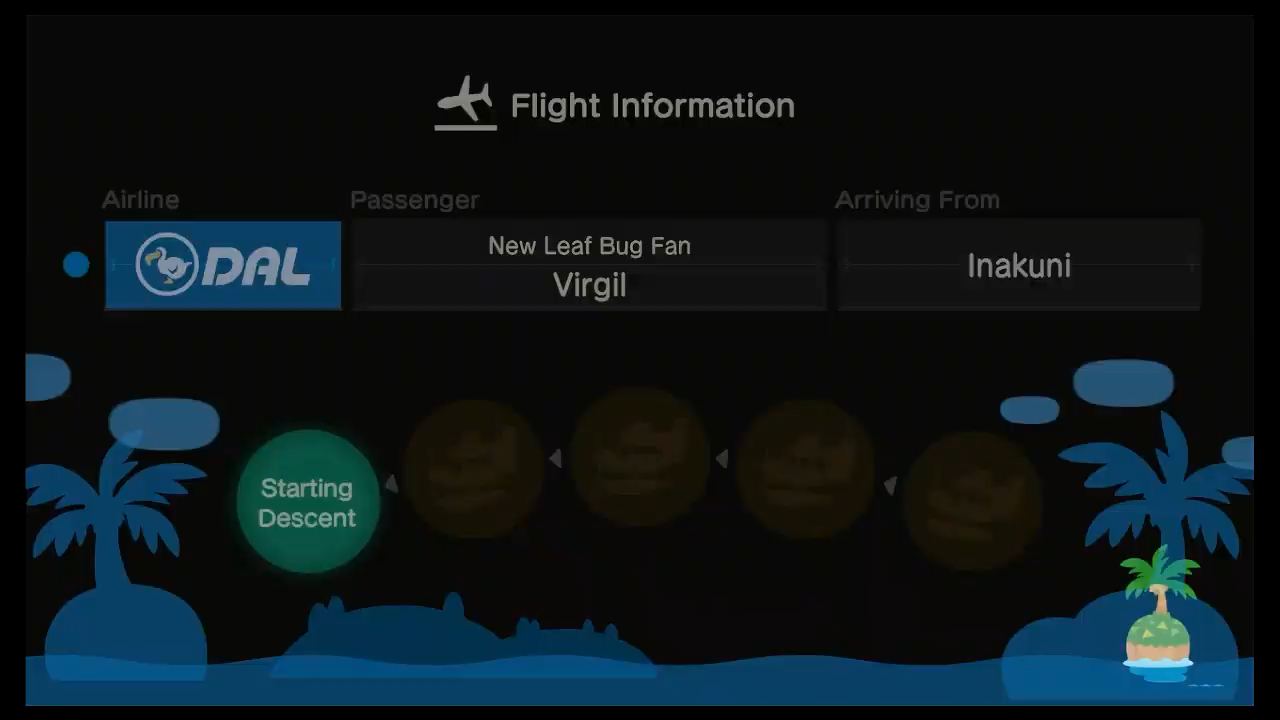 Flight Information
Airline
Passenger
Arriving From
DAL
New Leaf Bug Fan
Virgil
Inakuni
Starting
Descent